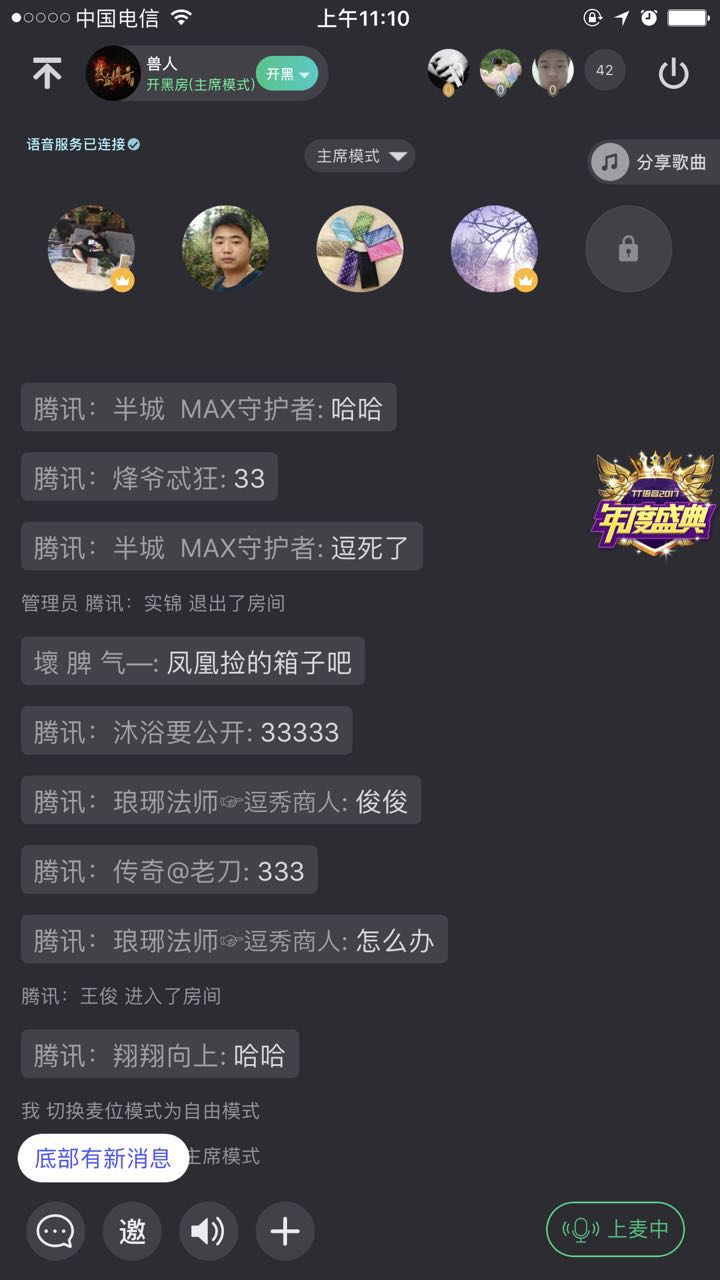 中国电信
上午11:10
兽人
开黑房(主席模式)
开黑
0
0
0
42
语音服务已连接
主席模式
分享歌曲
腾讯：半城 MAX守护者: 哈哈
腾讯：烽爷忒狂: 33
TT语音2017
年度盛典
腾讯：半城 MAX守护者: 逗死了
管理员 腾讯：实锦 退出了房间
壞 脾 气—: 凤凰捡的箱子吧
腾讯：沐浴要公开: 33333
腾讯：琅琊法师☞逗秀商人: 俊俊
腾讯：传奇@老刀: 333
腾讯：琅琊法师☞逗秀商人: 怎么办
腾讯：王俊 进入了房间
腾讯：翔翔向上: 哈哈
我 切换麦位模式为自由模式
底部有新消息
主席模式
邀
上麦中